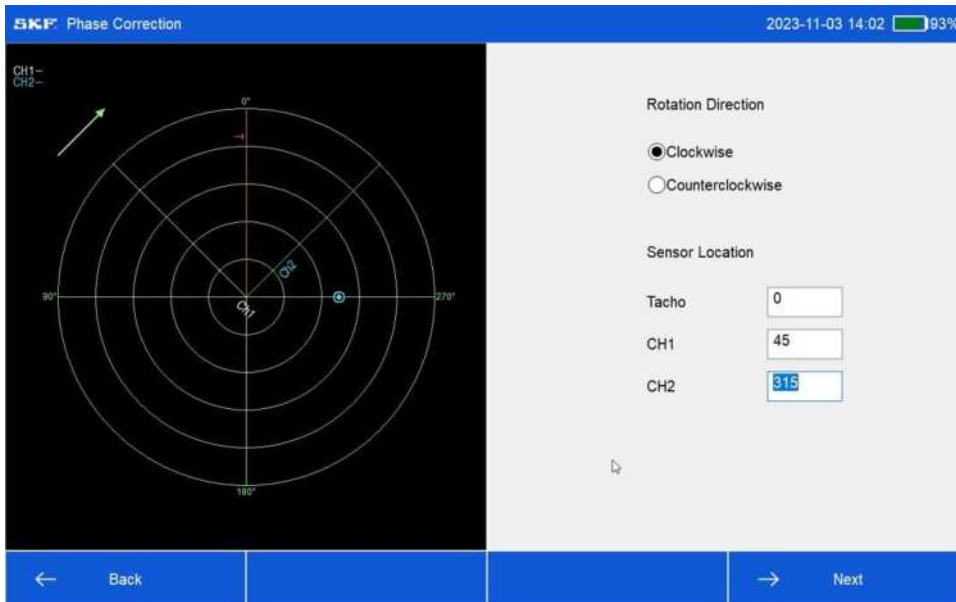 SKF Phase Correction
2023-11-03 14:02 93%
CH1-
CH2-
0°
T
Ch2
90°
270°
Ch1
180°
Rotation Direction
Clockwise
Counterclockwise
Sensor Location
Tacho 0
CH1 45
CH2 315
← Back
→ Next